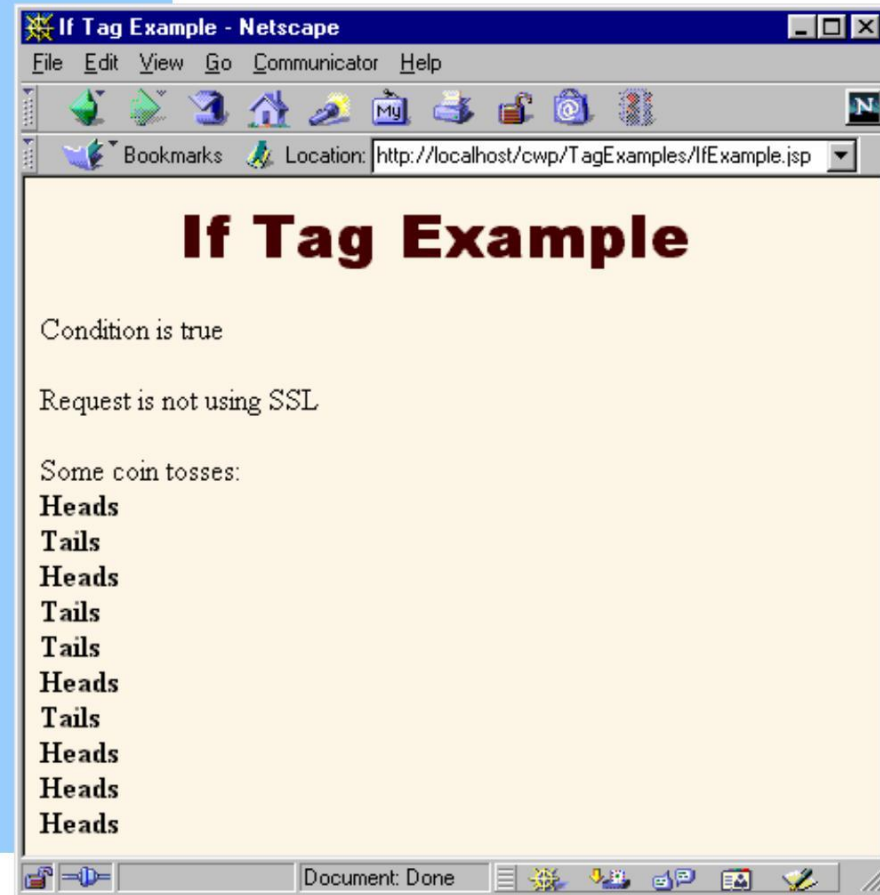 If Tag Example - Netscape
File Edit View Go Communicator Help
My N
Bookmarks Location: http://localhost/cwp/TagExamples/IfExample.jsp
If Tag Example
Condition is true
Request is not using SSL
Some coin tosses:
Heads
Tails
Heads
Tails
Tails
Heads
Tails
Heads
Heads
Heads
Document: Done